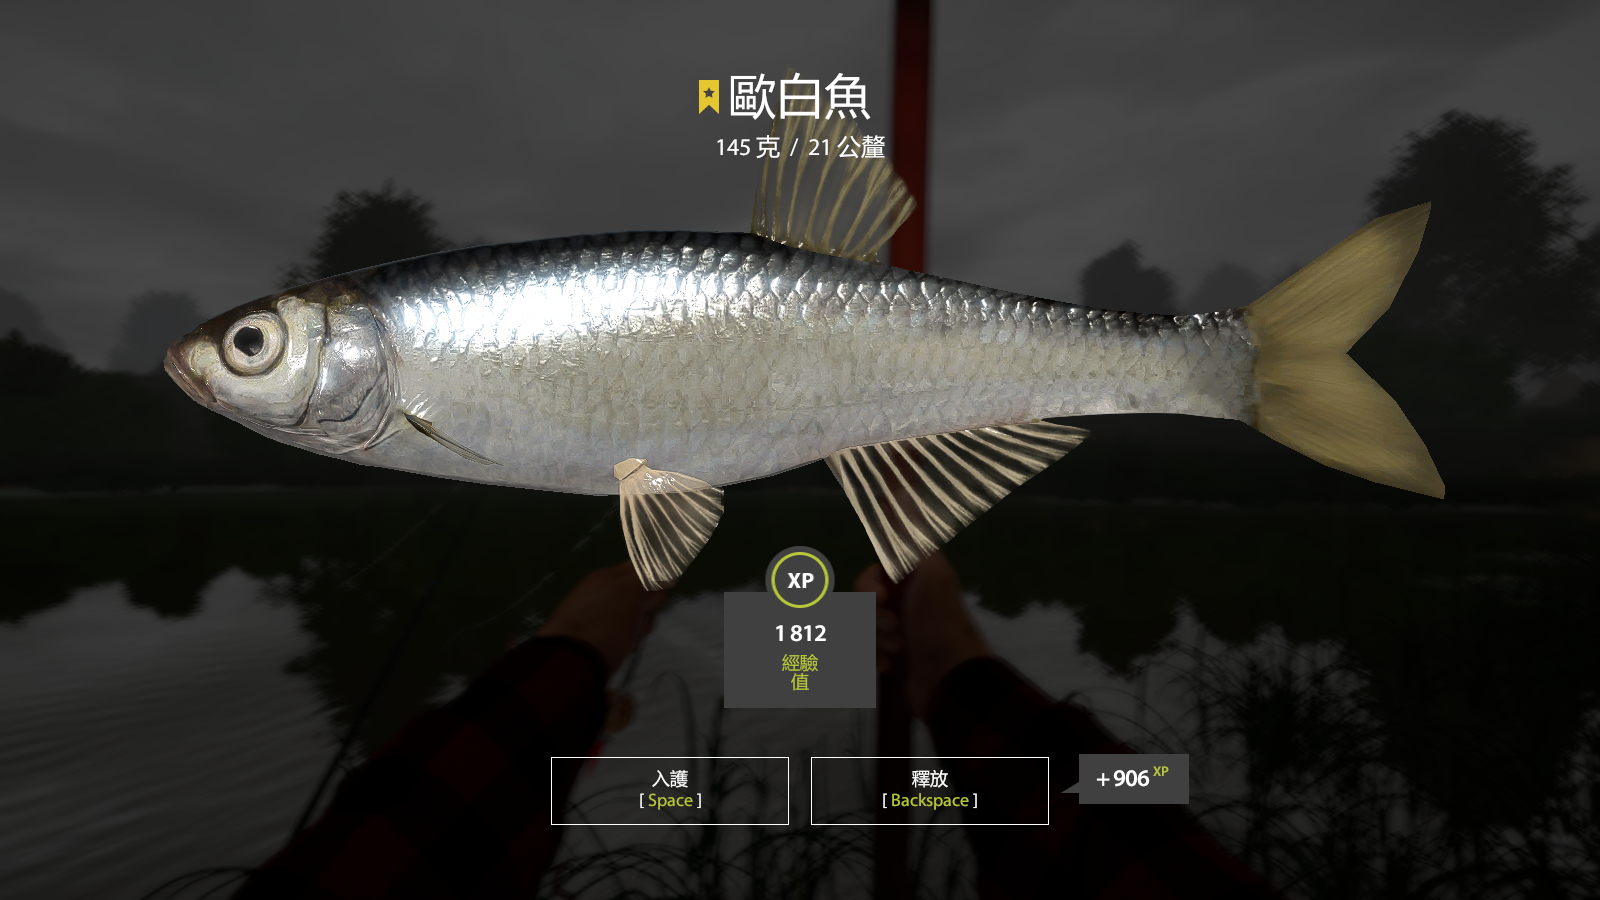 歐白魚
145 克 / 21 公釐
XP
1 812
經驗
值
入護
[ Space ]
釋放
[ Backspace ]
+906 XP